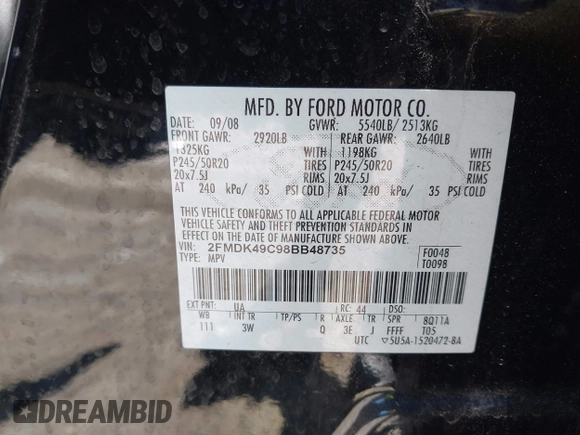 MFD. BY FORD MOTOR CO.
DATE: 09/08 GVWR: 5540LB/ 2513KG
FRONT GAWR: 2920LB REAR GAWR: 2640LB
1325KG WITH 1198KG WITH
P245/50R20 TIRES P245/50R20 TIRES
20x7.5J RIMS 20x7.5J RIMS
AT 240 kPa/ 35 PSI COLD AT 240 kPa/ 35 PSI COLD
THIS VEHICLE CONFORMS TO ALL APPLICABLE FEDERAL MOTOR
VEHICLE SAFETY AND THEFT PREVENTION STANDARDS IN
EFFECT ON THE DATE OF MANUFACTURE SHOWN ABOVE.
VIN: 2FMDK49C98BB48735 F0048
TYPE: MPV T0098
EXT PNT: UA RC: 44 DSO:
WB INT TR TP/PS R AXLE TR SPR 8Q11A
111 3W Q 3E J FFFF T05
UTC ▽5U5A-1520472-BA
DREAMBID